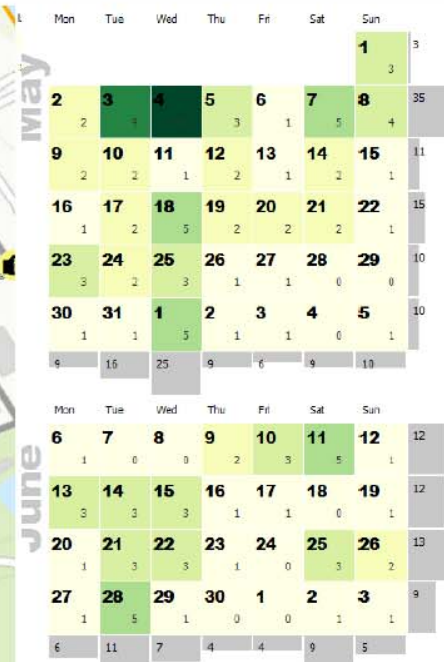 Mon Tue Wed Thu Fri Sat Sun
May
1 3
3
2 3 4 5 6 7 8 35
2 9 3 1 5 4
9 10 11 12 13 14 15 11
2 2 1 2 1 2 1
16 17 18 19 20 21 22 15
1 2 5 2 2 2 1
23 24 25 26 27 28 29 10
3 2 3 1 1 0 0
30 31 1 2 3 4 5 10
1 1 5 1 1 0 1
9 16 25 9 6 9 10
Mon Tue Wed Thu Fri Sat Sun
June
6 7 8 9 10 11 12 12
1 0 0 2 3 5 1
13 14 15 16 17 18 19 12
3 3 3 1 1 0 1
20 21 22 23 24 25 26 13
1 3 3 1 0 3 2
27 28 29 30 1 2 3 9
1 5 1 0 0 1 1
6 11 7 4 4 9 5